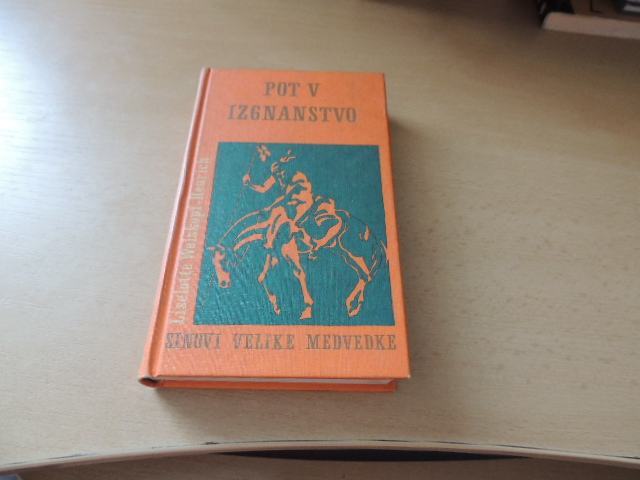 POT V
IZGNANSTVO
Liselotte Welskopf-Henrich
SINOVI VELIKE MEDVEDKE